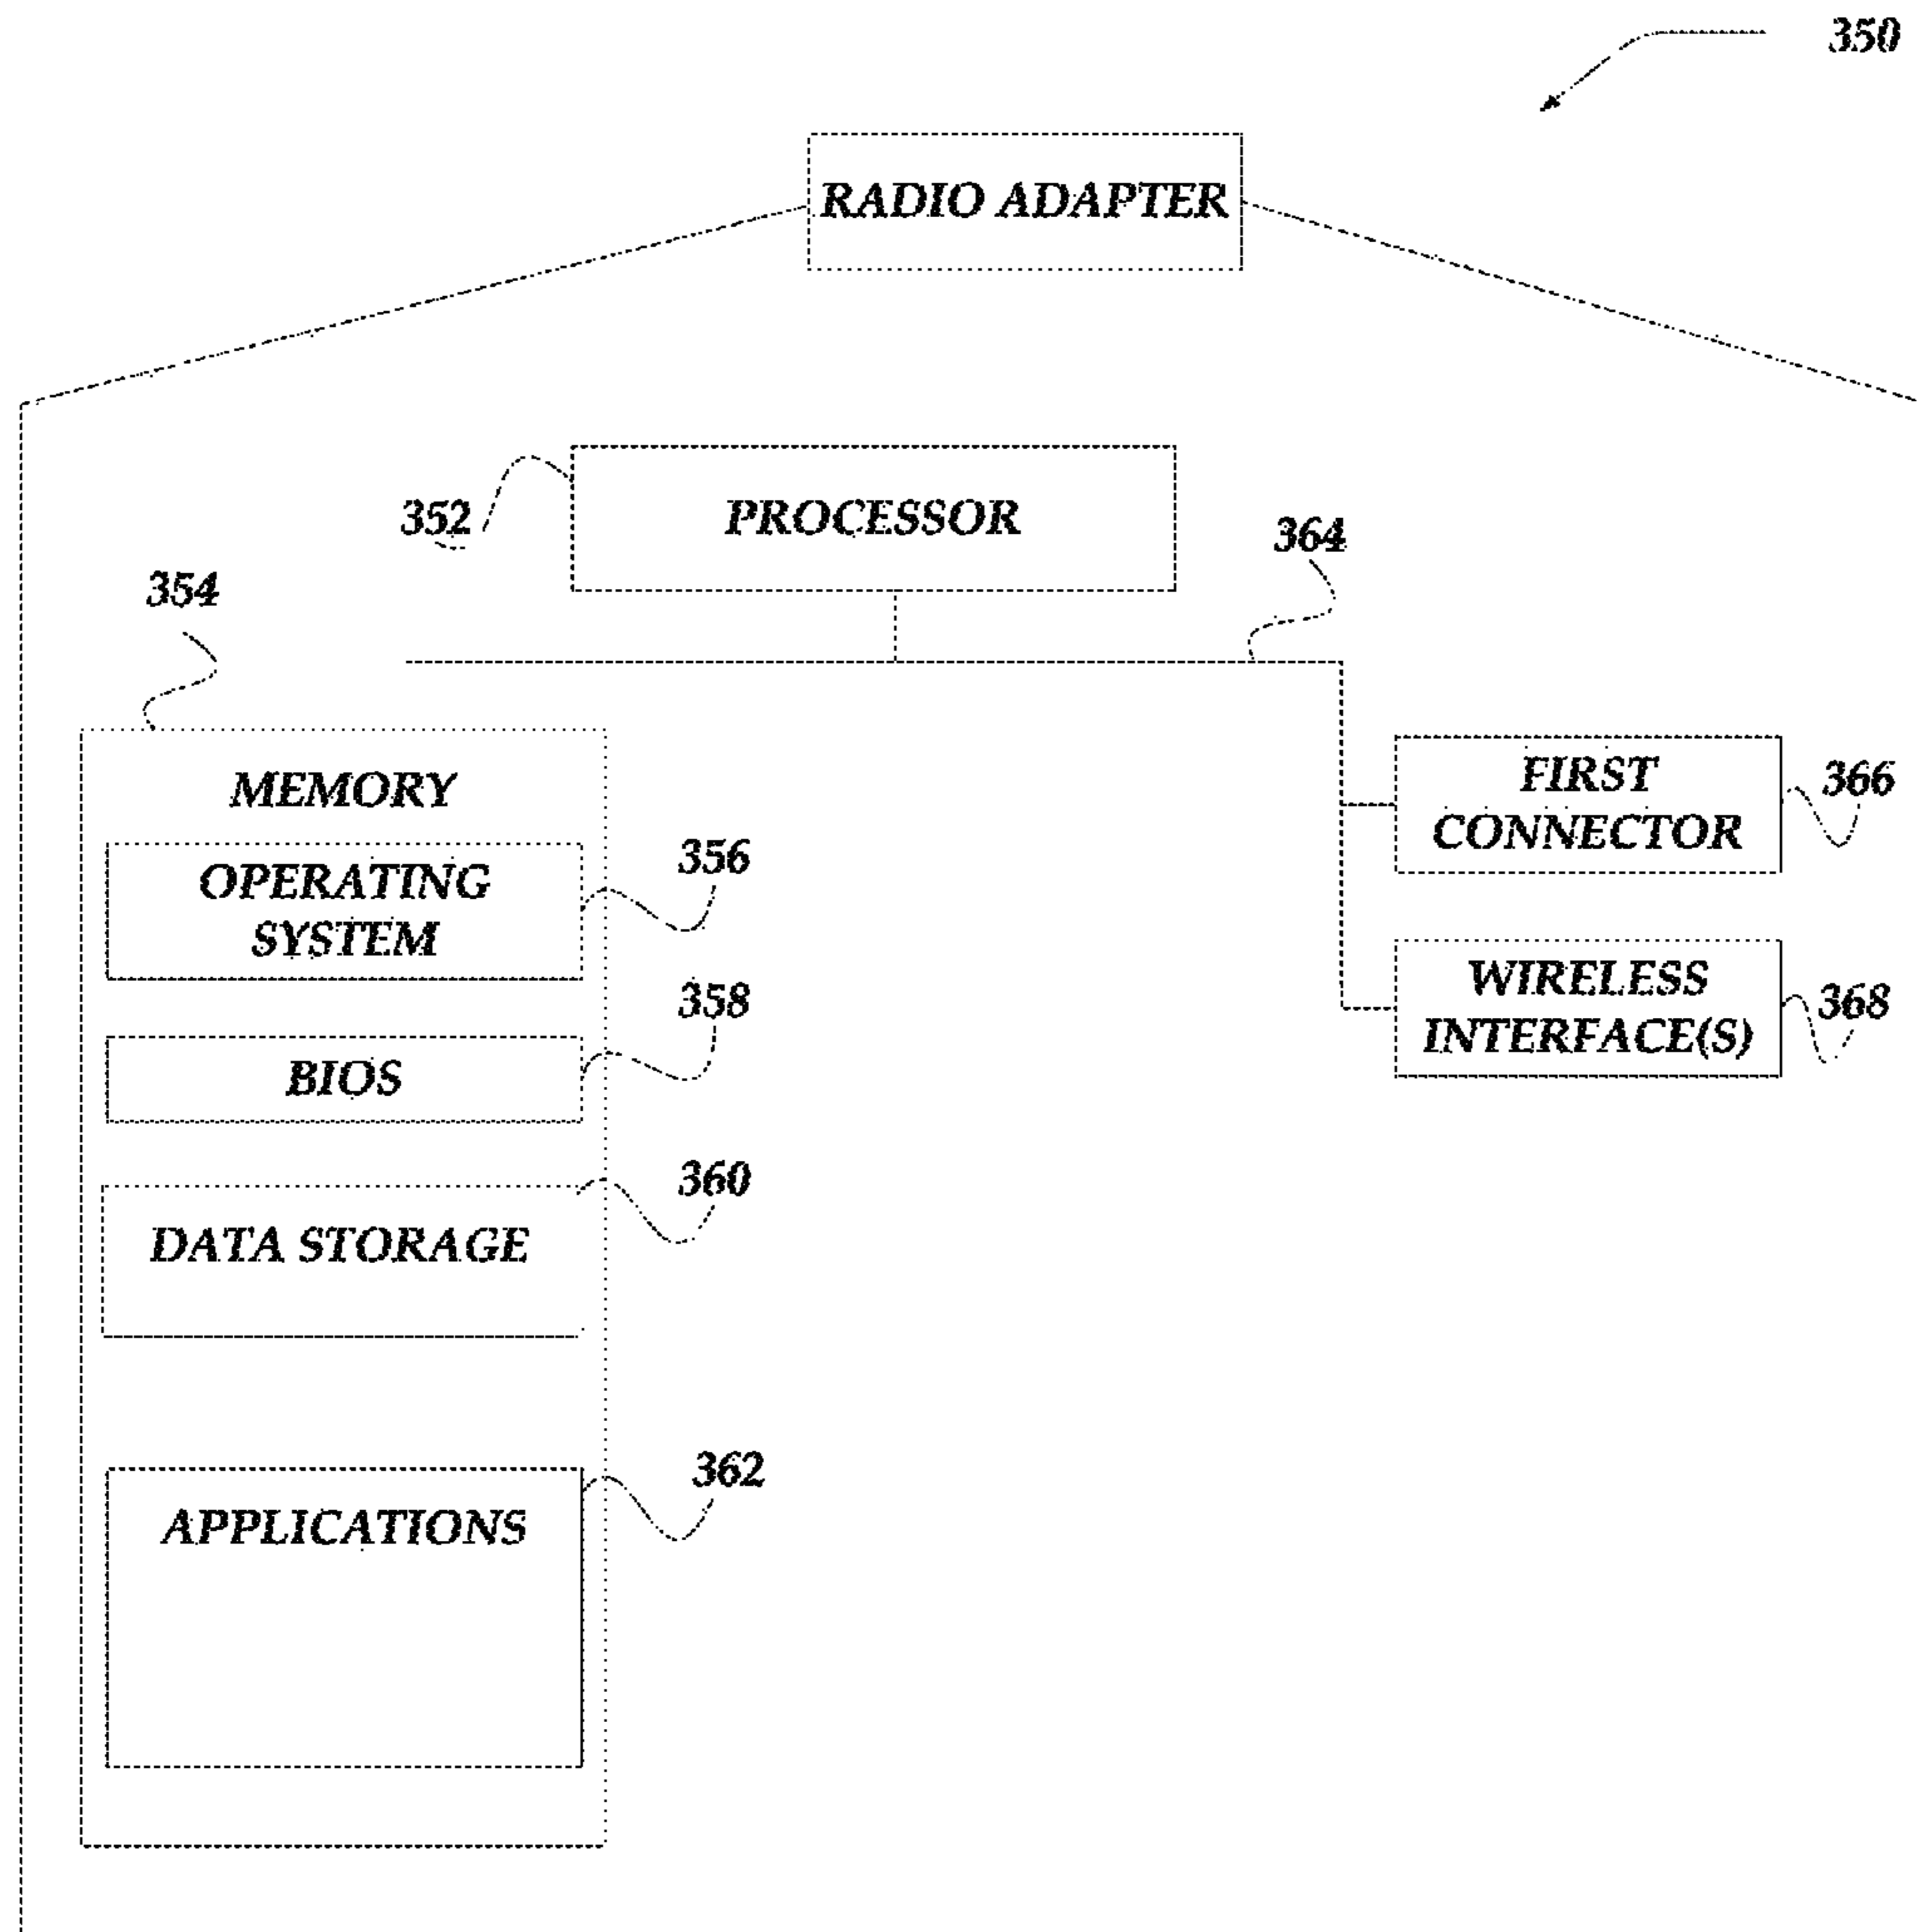 350
RADIO ADAPTER
352
PROCESSOR
364
354
MEMORY
FIRST
CONNECTOR
366
OPERATING
SYSTEM
356
WIRELESS
INTERFACE(S)
368
358
BIOS
360
DATA STORAGE
362
APPLICATIONS